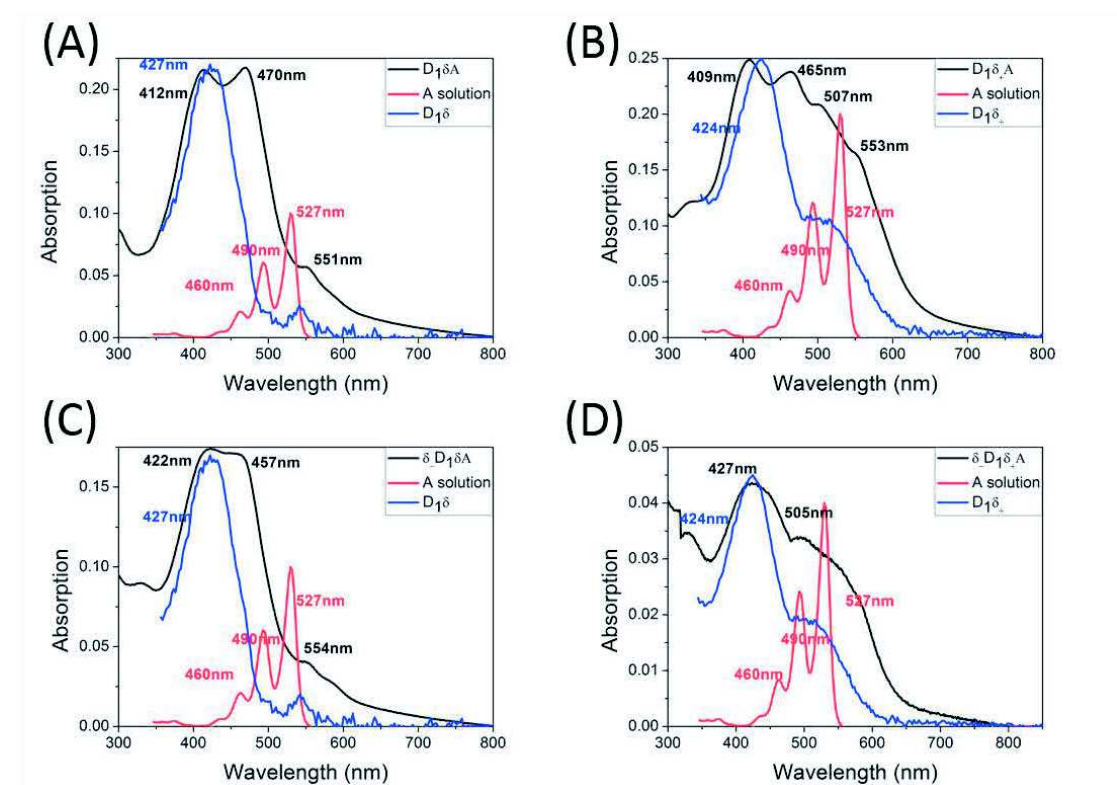 (A)
427nm
412nm
470nm
527nm
490nm
460nm
551nm
D₁δA
A solution
D₁δ
0.20
0.15
0.10
0.05
0.00
Absorption
300 400 500 600 700 800
Wavelength (nm)
(B)
409nm
465nm
507nm
424nm
553nm
527nm
490nm
460nm
D₁δ₊A
A solution
D₁δ₊
0.25
0.20
0.15
0.10
0.05
0.00
Absorption
300 400 500 600 700 800
Wavelength (nm)
(C)
422nm
457nm
427nm
527nm
490nm
460nm
554nm
δ₋D₁δA
A solution
D₁δ
0.15
0.10
0.05
0.00
Absorption
300 400 500 600 700 800
Wavelength (nm)
(D)
427nm
424nm
505nm
527nm
490nm
460nm
δ₋D₁δ₊A
A solution
D₁δ₊
0.05
0.04
0.03
0.02
0.01
0.00
Absorption
300 400 500 600 700 800
Wavelength (nm)